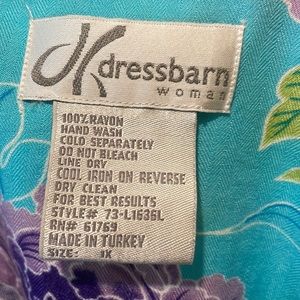 dressbarn
woman
100% RAYON
HAND WASH
COLD SEPARATELY
DO NOT BLEACH
LINE DRY
COOL IRON ON REVERSE
DRY CLEAN
FOR BEST RESULTS
STYLE# 73-L1636L
RN# 61769
MADE IN TURKEY
SIZE: 1X